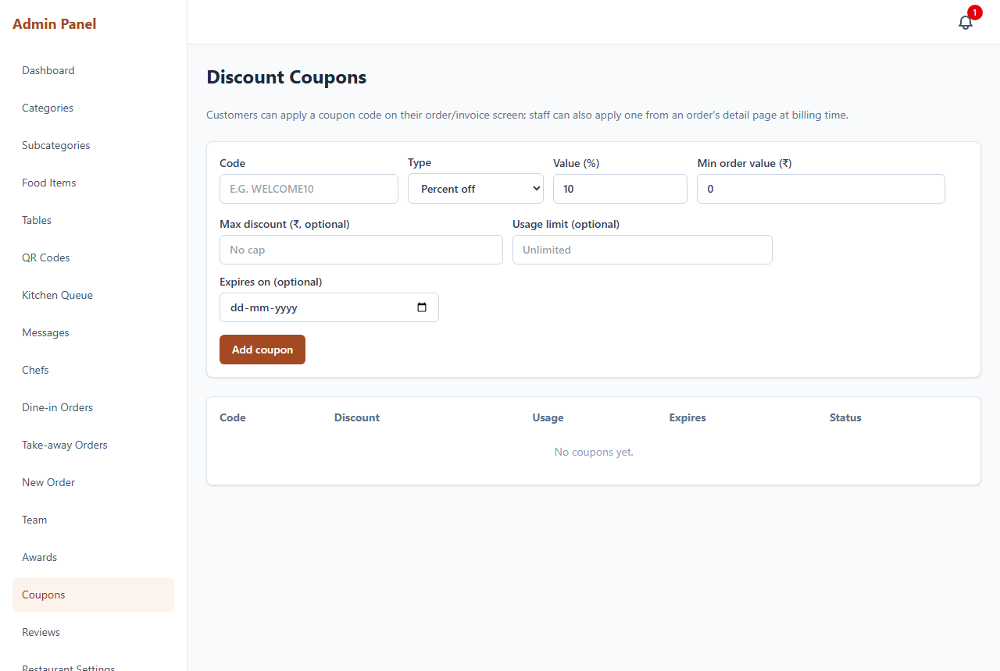 Admin Panel
1
Dashboard
Categories
Subcategories
Food Items
Tables
QR Codes
Kitchen Queue
Messages
Chefs
Dine-in Orders
Take-away Orders
New Order
Team
Awards
Coupons
Reviews
Restaurant Settings
Discount Coupons
Customers can apply a coupon code on their order/invoice screen; staff can also apply one from an order's detail page at billing time.
Code Type Value (%) Min order value (₹)
E.G. WELCOME10 Percent off 10 0
Max discount (₹, optional) Usage limit (optional)
No cap Unlimited
Expires on (optional)
dd-mm-yyyy
Add coupon
Code Discount Usage Expires Status
No coupons yet.